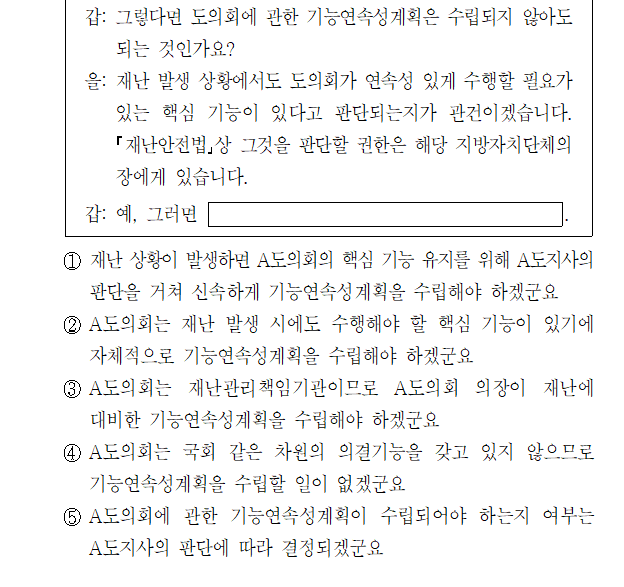 갑: 그렇다면 도의회에 관한 기능연속성계획은 수립되지 않아도
되는 것인가요?
을: 재난 발생 상황에서도 도의회가 연속성 있게 수행할 필요가
있는 핵심 기능이 있다고 판단되는지가 관건이겠습니다.
「재난안전법」상 그것을 판단할 권한은 해당 지방자치단체의
장에게 있습니다.
갑: 예, 그러면 .
① 재난 상황이 발생하면 A도의회의 핵심 기능 유지를 위해 A도지사의
판단을 거쳐 신속하게 기능연속성계획을 수립해야 하겠군요
② A도의회는 재난 발생 시에도 수행해야 할 핵심 기능이 있기에
자체적으로 기능연속성계획을 수립해야 하겠군요
③ A도의회는 재난관리책임기관이므로 A도의회 의장이 재난에
대비한 기능연속성계획을 수립해야 하겠군요
④ A도의회는 국회 같은 차원의 의결기능을 갖고 있지 않으므로
기능연속성계획을 수립할 일이 없겠군요
⑤ A도의회에 관한 기능연속성계획이 수립되어야 하는지 여부는
A도지사의 판단에 따라 결정되겠군요